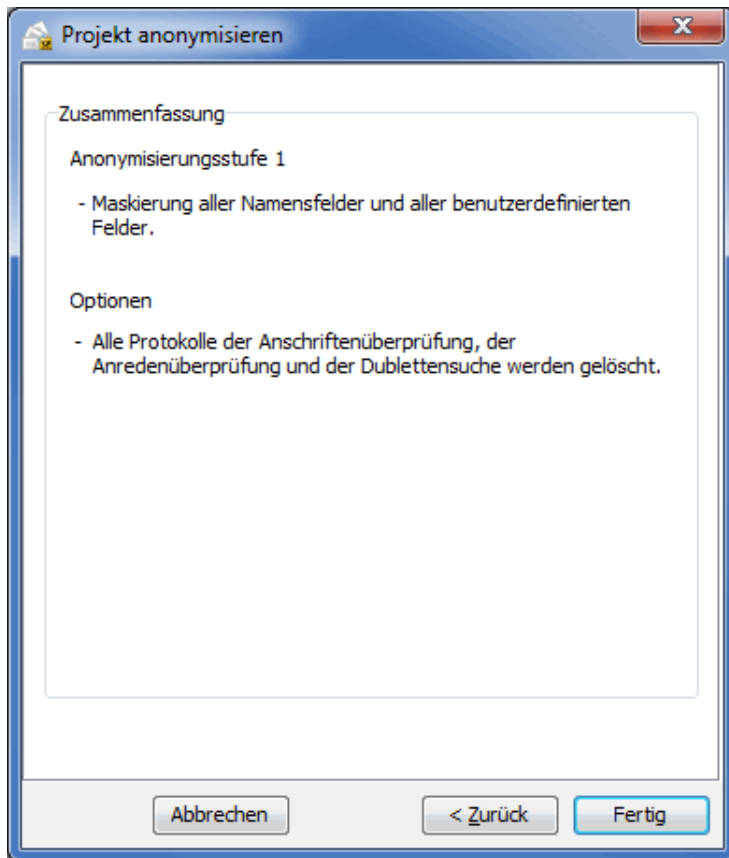 Projekt anonymisieren
Zusammenfassung
Anonymisierungsstufe 1
- Maskierung aller Namensfelder und aller benutzerdefinierten
Felder.
Optionen
- Alle Protokolle der Anschriftenüberprüfung, der
Anredenüberprüfung und der Dublettensuche werden gelöscht.
Abbrechen < Zurück Fertig